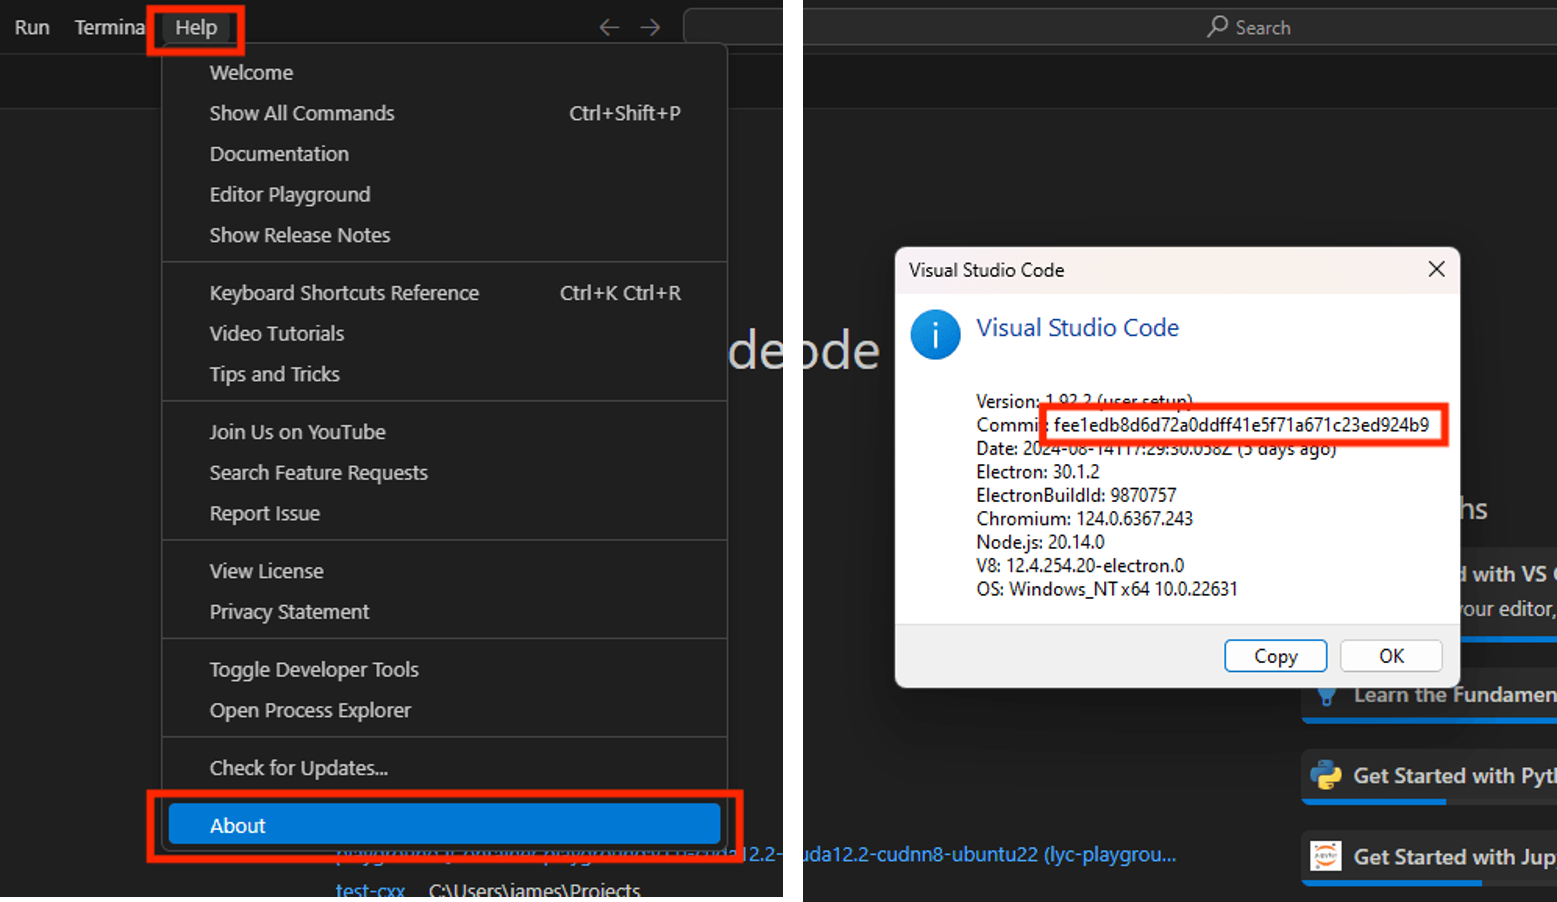 Run Terminal Help
Welcome
Show All Commands Ctrl+Shift+P
Documentation
Editor Playground
Show Release Notes
Keyboard Shortcuts Reference Ctrl+K Ctrl+R
Video Tutorials
Tips and Tricks
Join Us on YouTube
Search Feature Requests
Report Issue
View License
Privacy Statement
Toggle Developer Tools
Open Process Explorer
Check for Updates...
About
de
test-cxx C:\Users\james\Projects
Search
ode
Visual Studio Code
Visual Studio Code
Version: 1.92.2 (user setup)
Commit: fee1edb8d6d72a0ddff41e5f71a671c23ed924b9
Date: 2024-08-14T17:29:30.058Z (5 days ago)
Electron: 30.1.2
ElectronBuildId: 9870757
Chromium: 124.0.6367.243
Node.js: 20.14.0
V8: 12.4.254.20-electron.0
OS: Windows_NT x64 10.0.22631
Copy OK
hs
d with VS
your editor,
Learn the Fundamen
Get Started with Pyt
Get Started with Jup
uda12.2-cudnn8-ubuntu22 (lyc-playgrou...